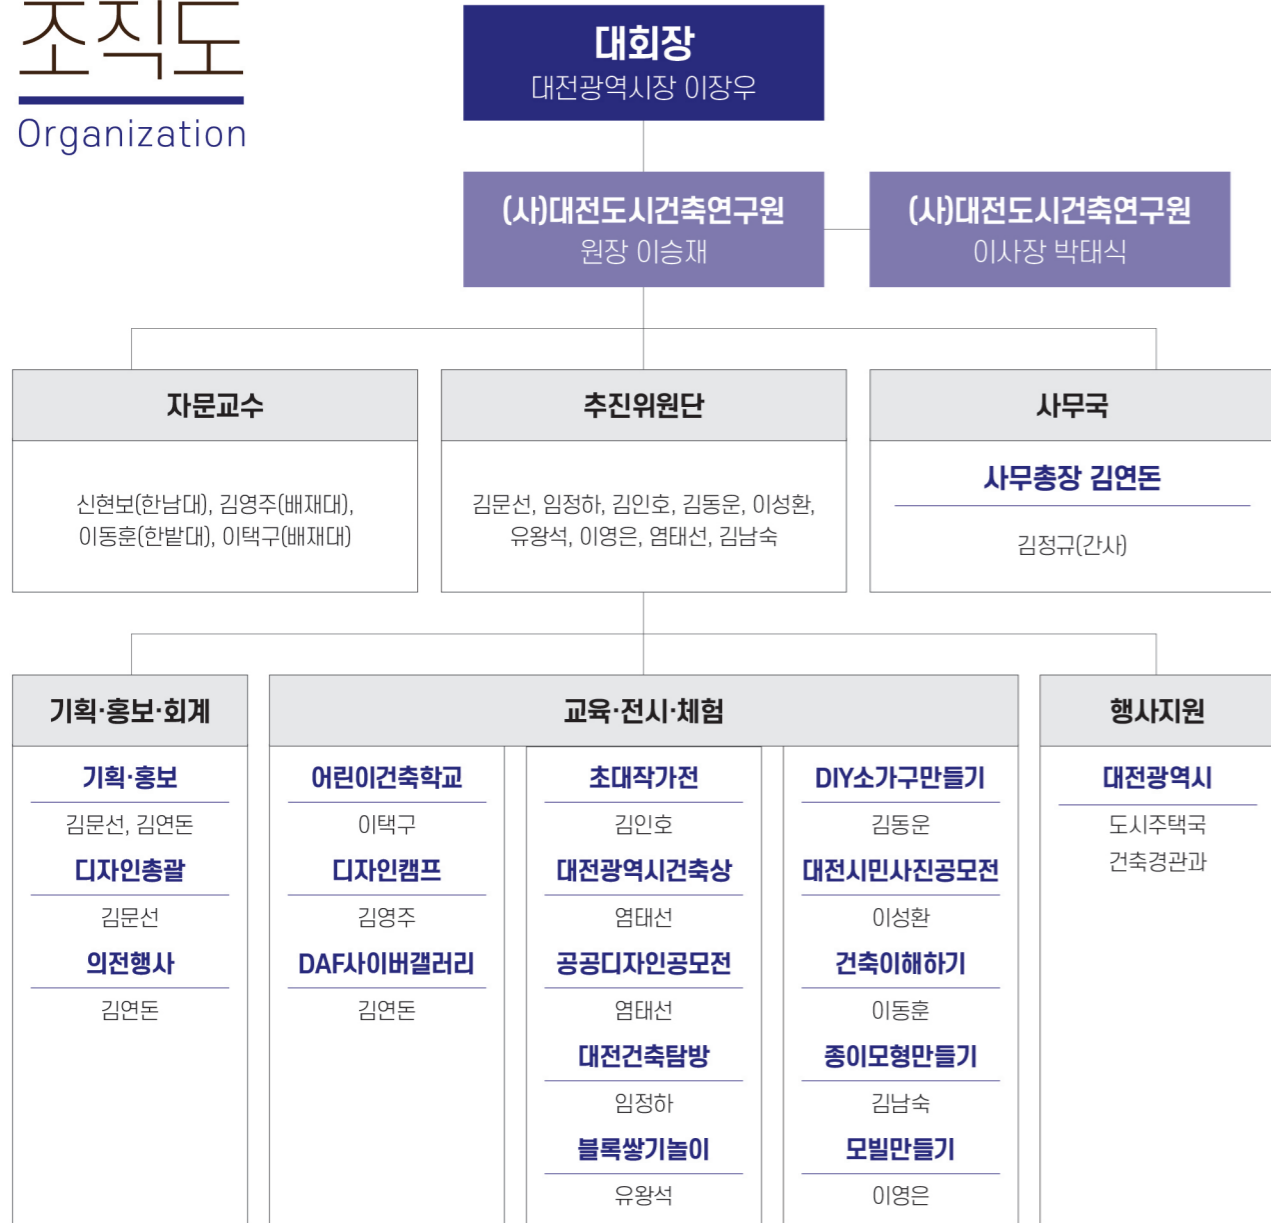 조직도
Organization
대회장
대전광역시장 이장우
(사)대전도시건축연구원
원장 이승재
(사)대전도시건축연구원
이사장 박태식
자문교수
신현보(한남대), 김영주(배재대),
이동훈(한밭대), 이택구(배재대)
추진위원단
김문선, 임정하, 김인호, 김동운, 이성환,
유왕석, 이영은, 염태선, 김남숙
사무국
사무총장 김연돈
김정규(간사)
기획·홍보·회계
기획·홍보
김문선, 김연돈
디자인총괄
김문선
의전행사
김연돈
교육·전시·체험
어린이건축학교
이택구
디자인캠프
김영주
DAF사이버갤러리
김연돈
초대작가전
김인호
대전광역시건축상
염태선
공공디자인공모전
염태선
대전건축탐방
임정하
블록쌓기놀이
유왕석
DIY소가구만들기
김동운
대전시민사진공모전
이성환
건축이해하기
이동훈
종이모형만들기
김남숙
모빌만들기
이영은
행사지원
대전광역시
도시주택국
건축경관과